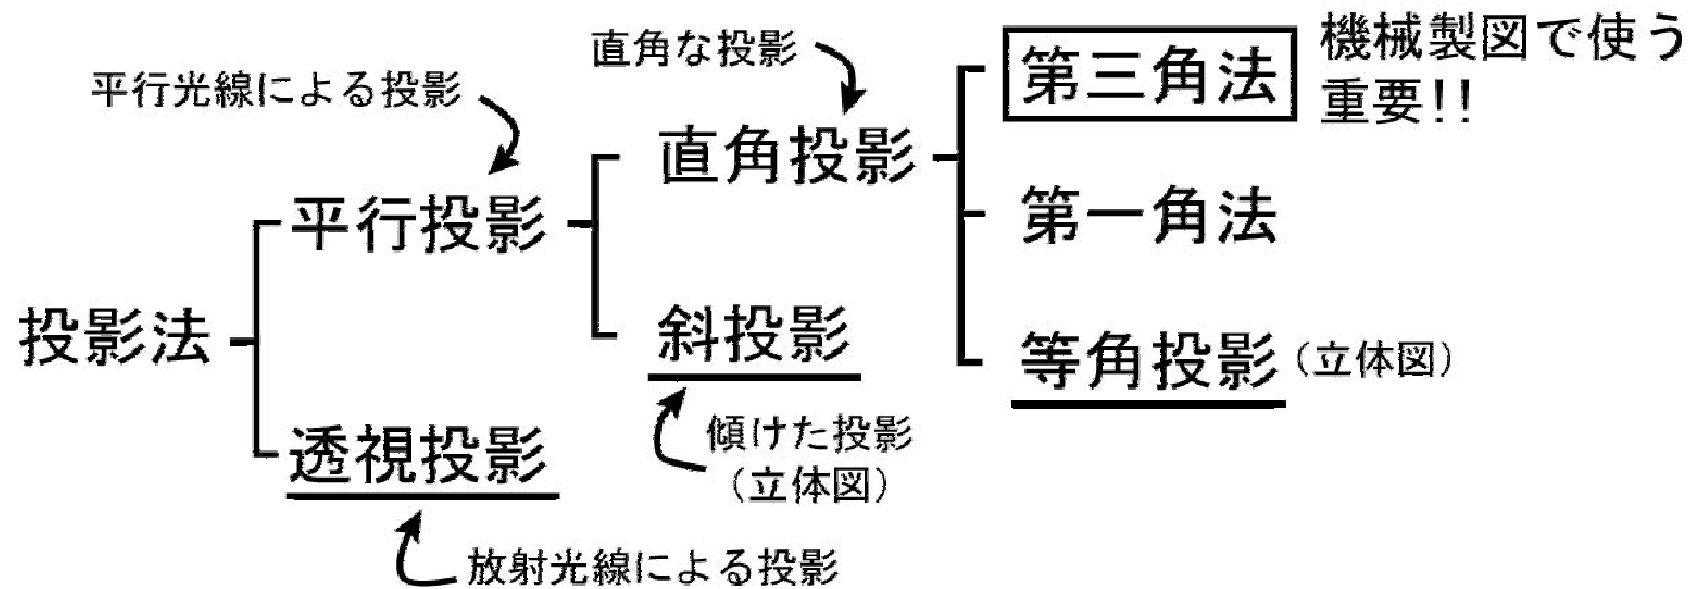 直角な投影
第三角法
機械製図で使う
重要!!
平行光線による投影
直角投影
平行投影
第一角法
投影法
斜投影
等角投影(立体図)
傾けた投影
(立体図)
透視投影
放射光線による投影